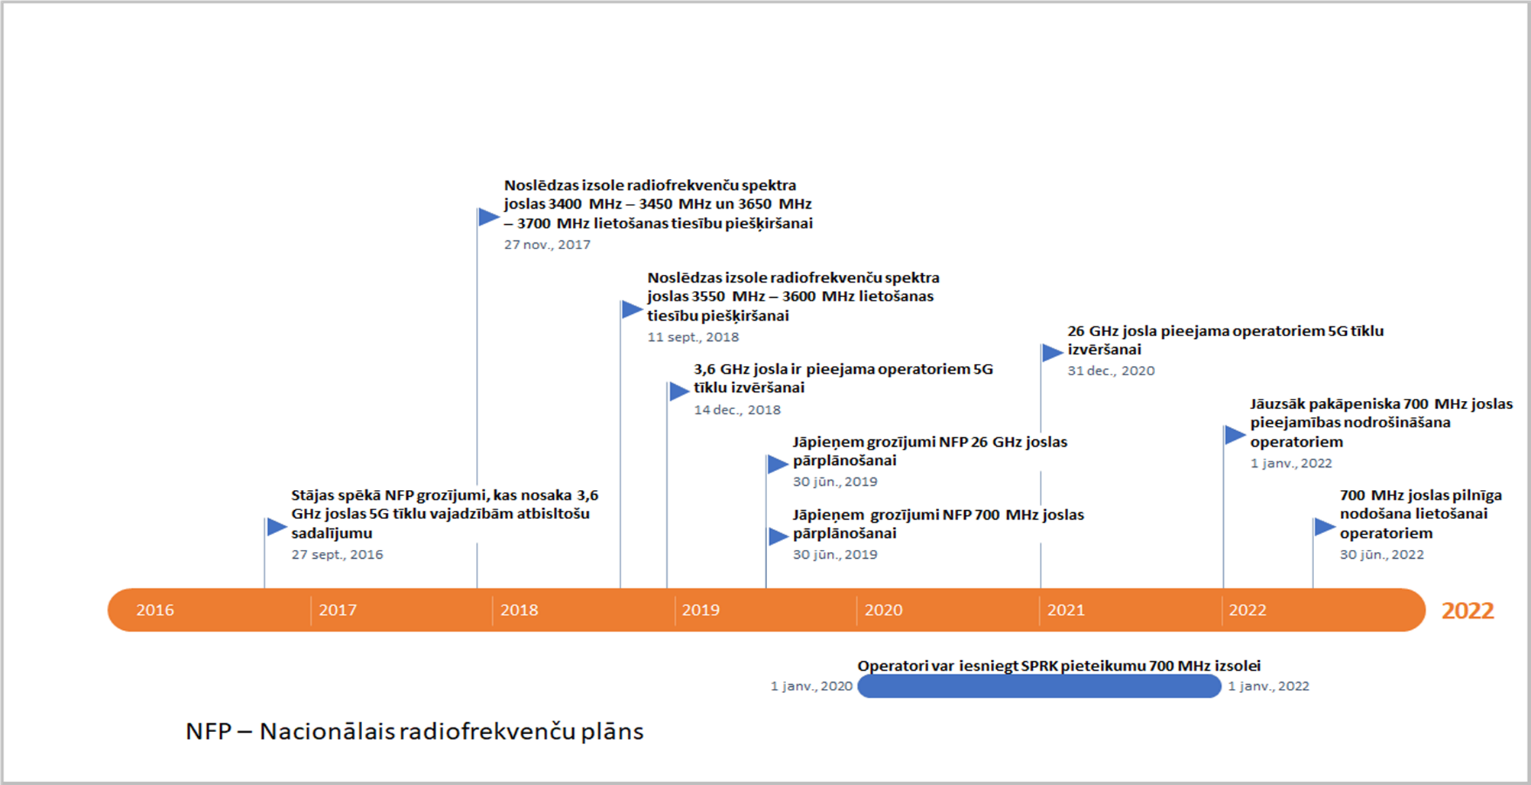 Noslēdzas izsole radiofrekvenču spektra
joslas 3400 MHz – 3450 MHz un 3650 MHz
– 3700 MHz lietošanas tiesību piešķiršanai
27 nov., 2017
Noslēdzas izsole radiofrekvenču spektra
joslas 3550 MHz – 3600 MHz lietošanas
tiesību piešķiršanai
11 sept., 2018
26 GHz josla pieejama operatoriem 5G tīklu
izvēršanai
31 dec., 2020
3,6 GHz josla ir pieejama operatoriem 5G
tīklu izvēršanai
14 dec., 2018
Jāuzsāk pakāpeniska 700 MHz joslas
pieejamības nodrošināšana
operatoriem
1 janv., 2022
Jāpieņem grozījumi NFP 26 GHz joslas
pārplānošanai
30 jūn., 2019
Stājas spēkā NFP grozījumi, kas nosaka 3,6
GHz joslas 5G tīklu vajadzībām atbisltošu
sadalījumu
27 sept., 2016
Jāpieņem grozījumi NFP 700 MHz joslas
pārplānošanai
30 jūn., 2019
700 MHz joslas pilnīga
nodošana lietošanai
operatoriem
30 jūn., 2022
2016 2017 2018 2019 2020 2021 2022 2022
Operatori var iesniegt SPRK pieteikumu 700 MHz izsolei
1 janv., 2020 1 janv., 2022
NFP – Nacionālais radiofrekvenču plāns